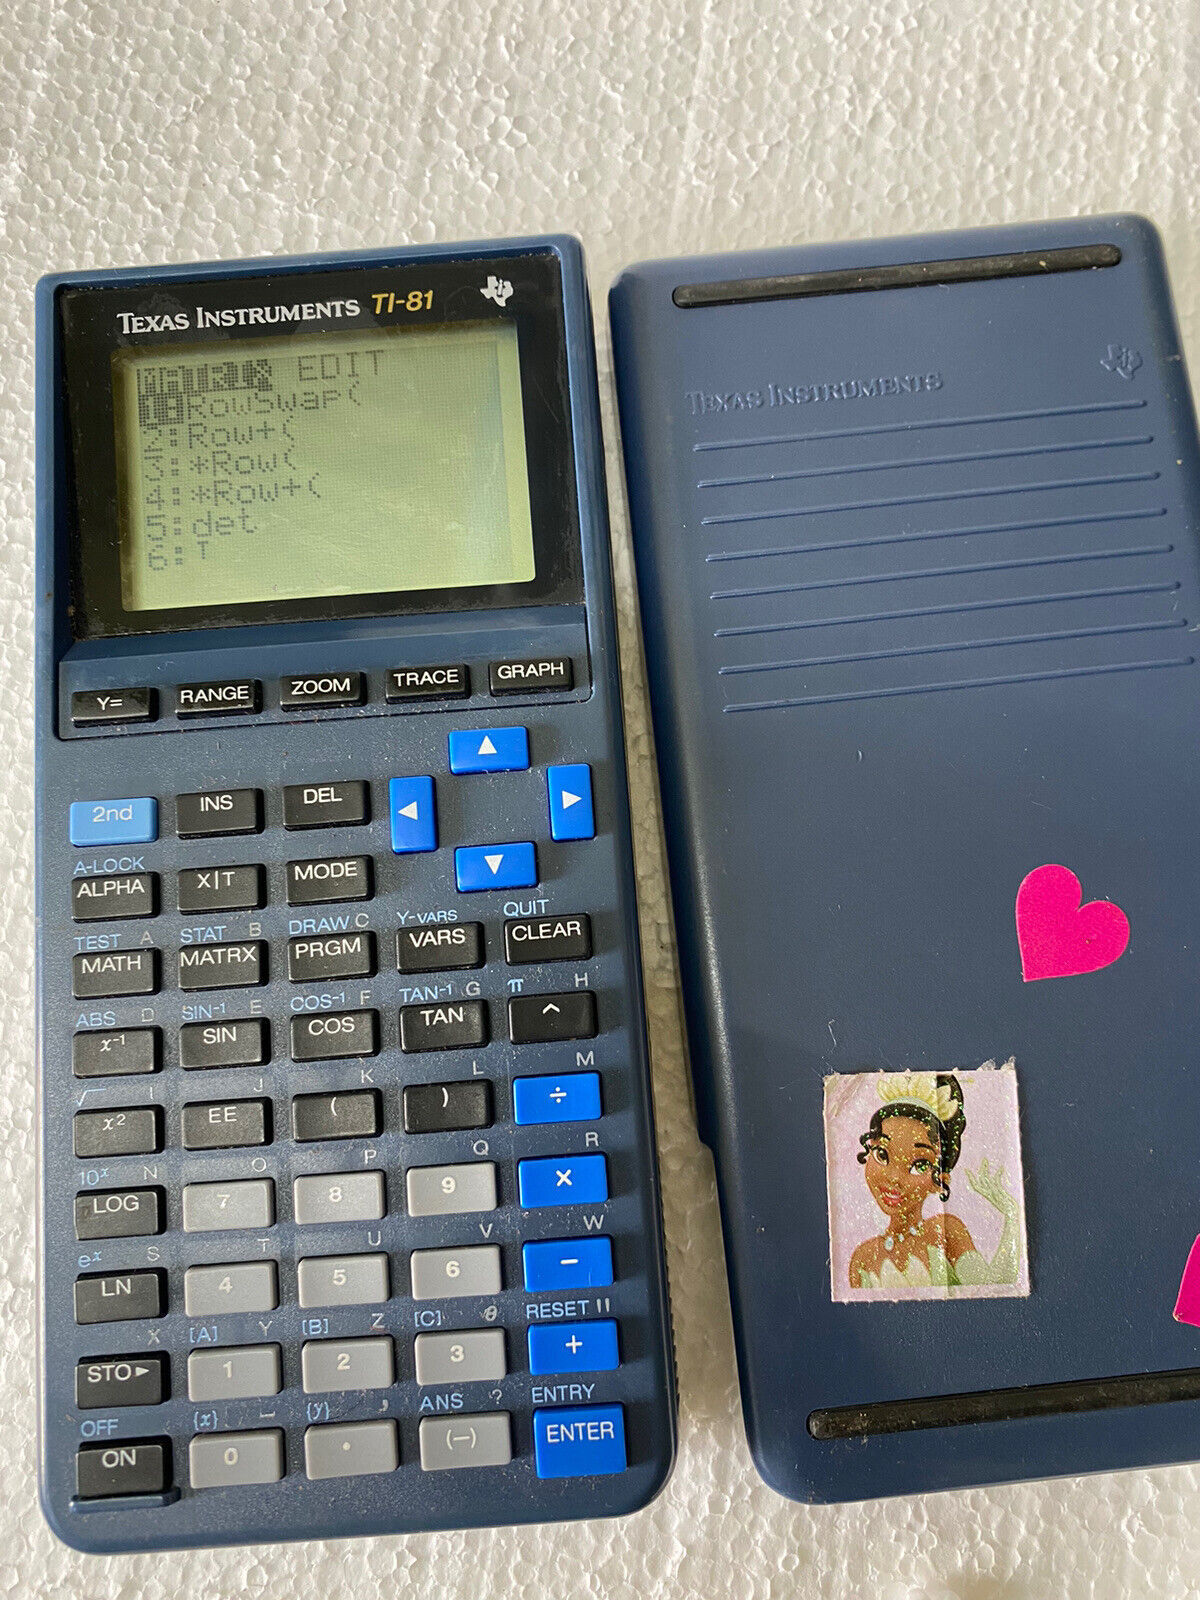 TEXAS INSTRUMENTS TI-81
MATRIX EDIT
1:RowSwap(
2:Row+(
3:*Row(
4:*Row+(
5:det
6:T
Y= RANGE ZOOM TRACE GRAPH
2nd INS DEL
A-LOCK
ALPHA X|T MODE
TEST A STAT B DRAW C Y-VARS QUIT
MATH MATRX PRGM VARS CLEAR
ABS D SIN-1 E COS-1 F TAN-1 G π H
x-1 SIN COS TAN ^
√ I J K L M
x2 EE ( ) ÷
10x N O P Q R
LOG 7 8 9 ×
ex S T U V W
LN 4 5 6 −
X [A] Y [B] Z [C] θ RESET "
STO► 1 2 3 +
OFF {x} _ {y} , ANS ? ENTRY
ON 0 . (−) ENTER
TEXAS INSTRUMENTS